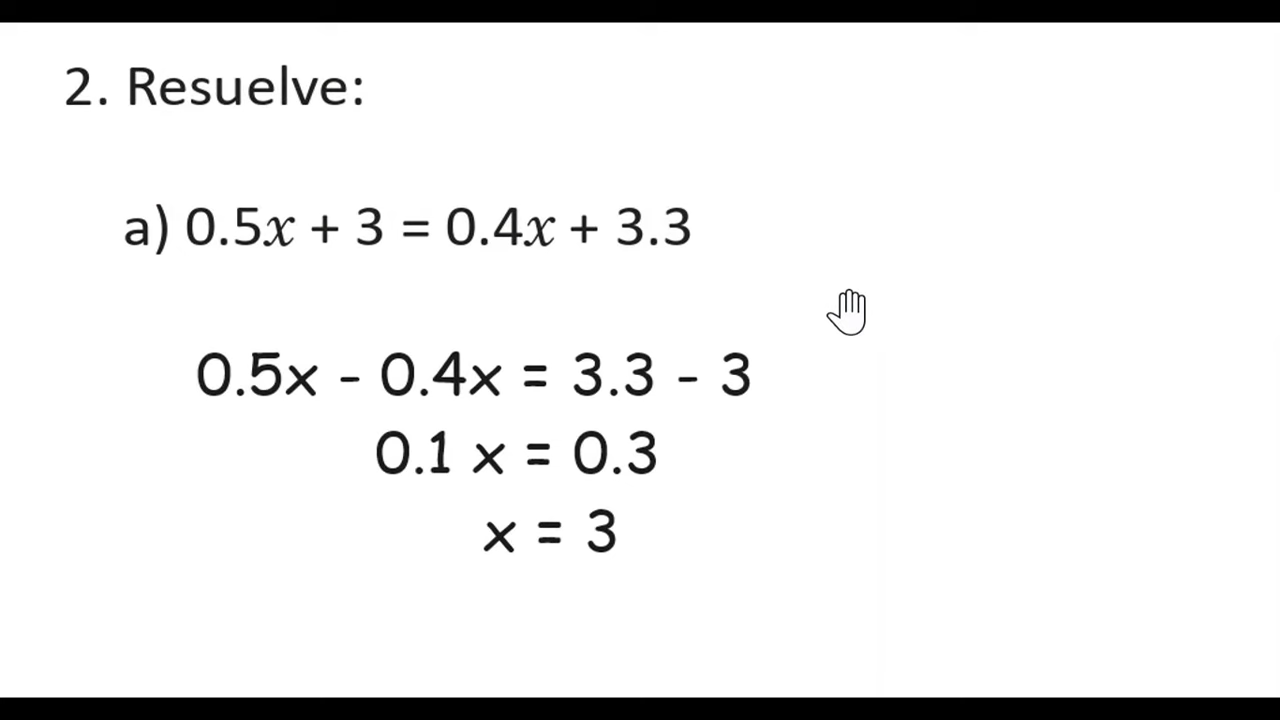 2. Resuelve:
a) 0.5x + 3 = 0.4x + 3.3
0.5x - 0.4x = 3.3 - 3
0.1 x = 0.3
x = 3